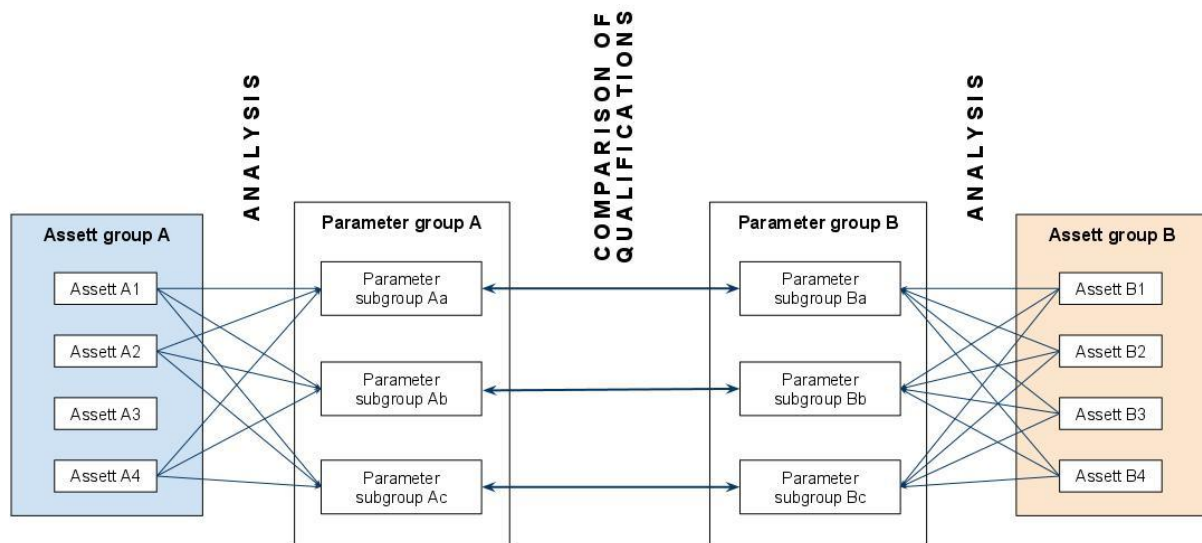 ANALYSIS
COMPARISON OF
QUALIFICATIONS
ANALYSIS
Assett group A
Assett A1
Assett A2
Assett A3
Assett A4
Parameter group A
Parameter
subgroup Aa
Parameter
subgroup Ab
Parameter
subgroup Ac
Parameter group B
Parameter
subgroup Ba
Parameter
subgroup Bb
Parameter
subgroup Bc
Assett group B
Assett B1
Assett B2
Assett B3
Assett B4